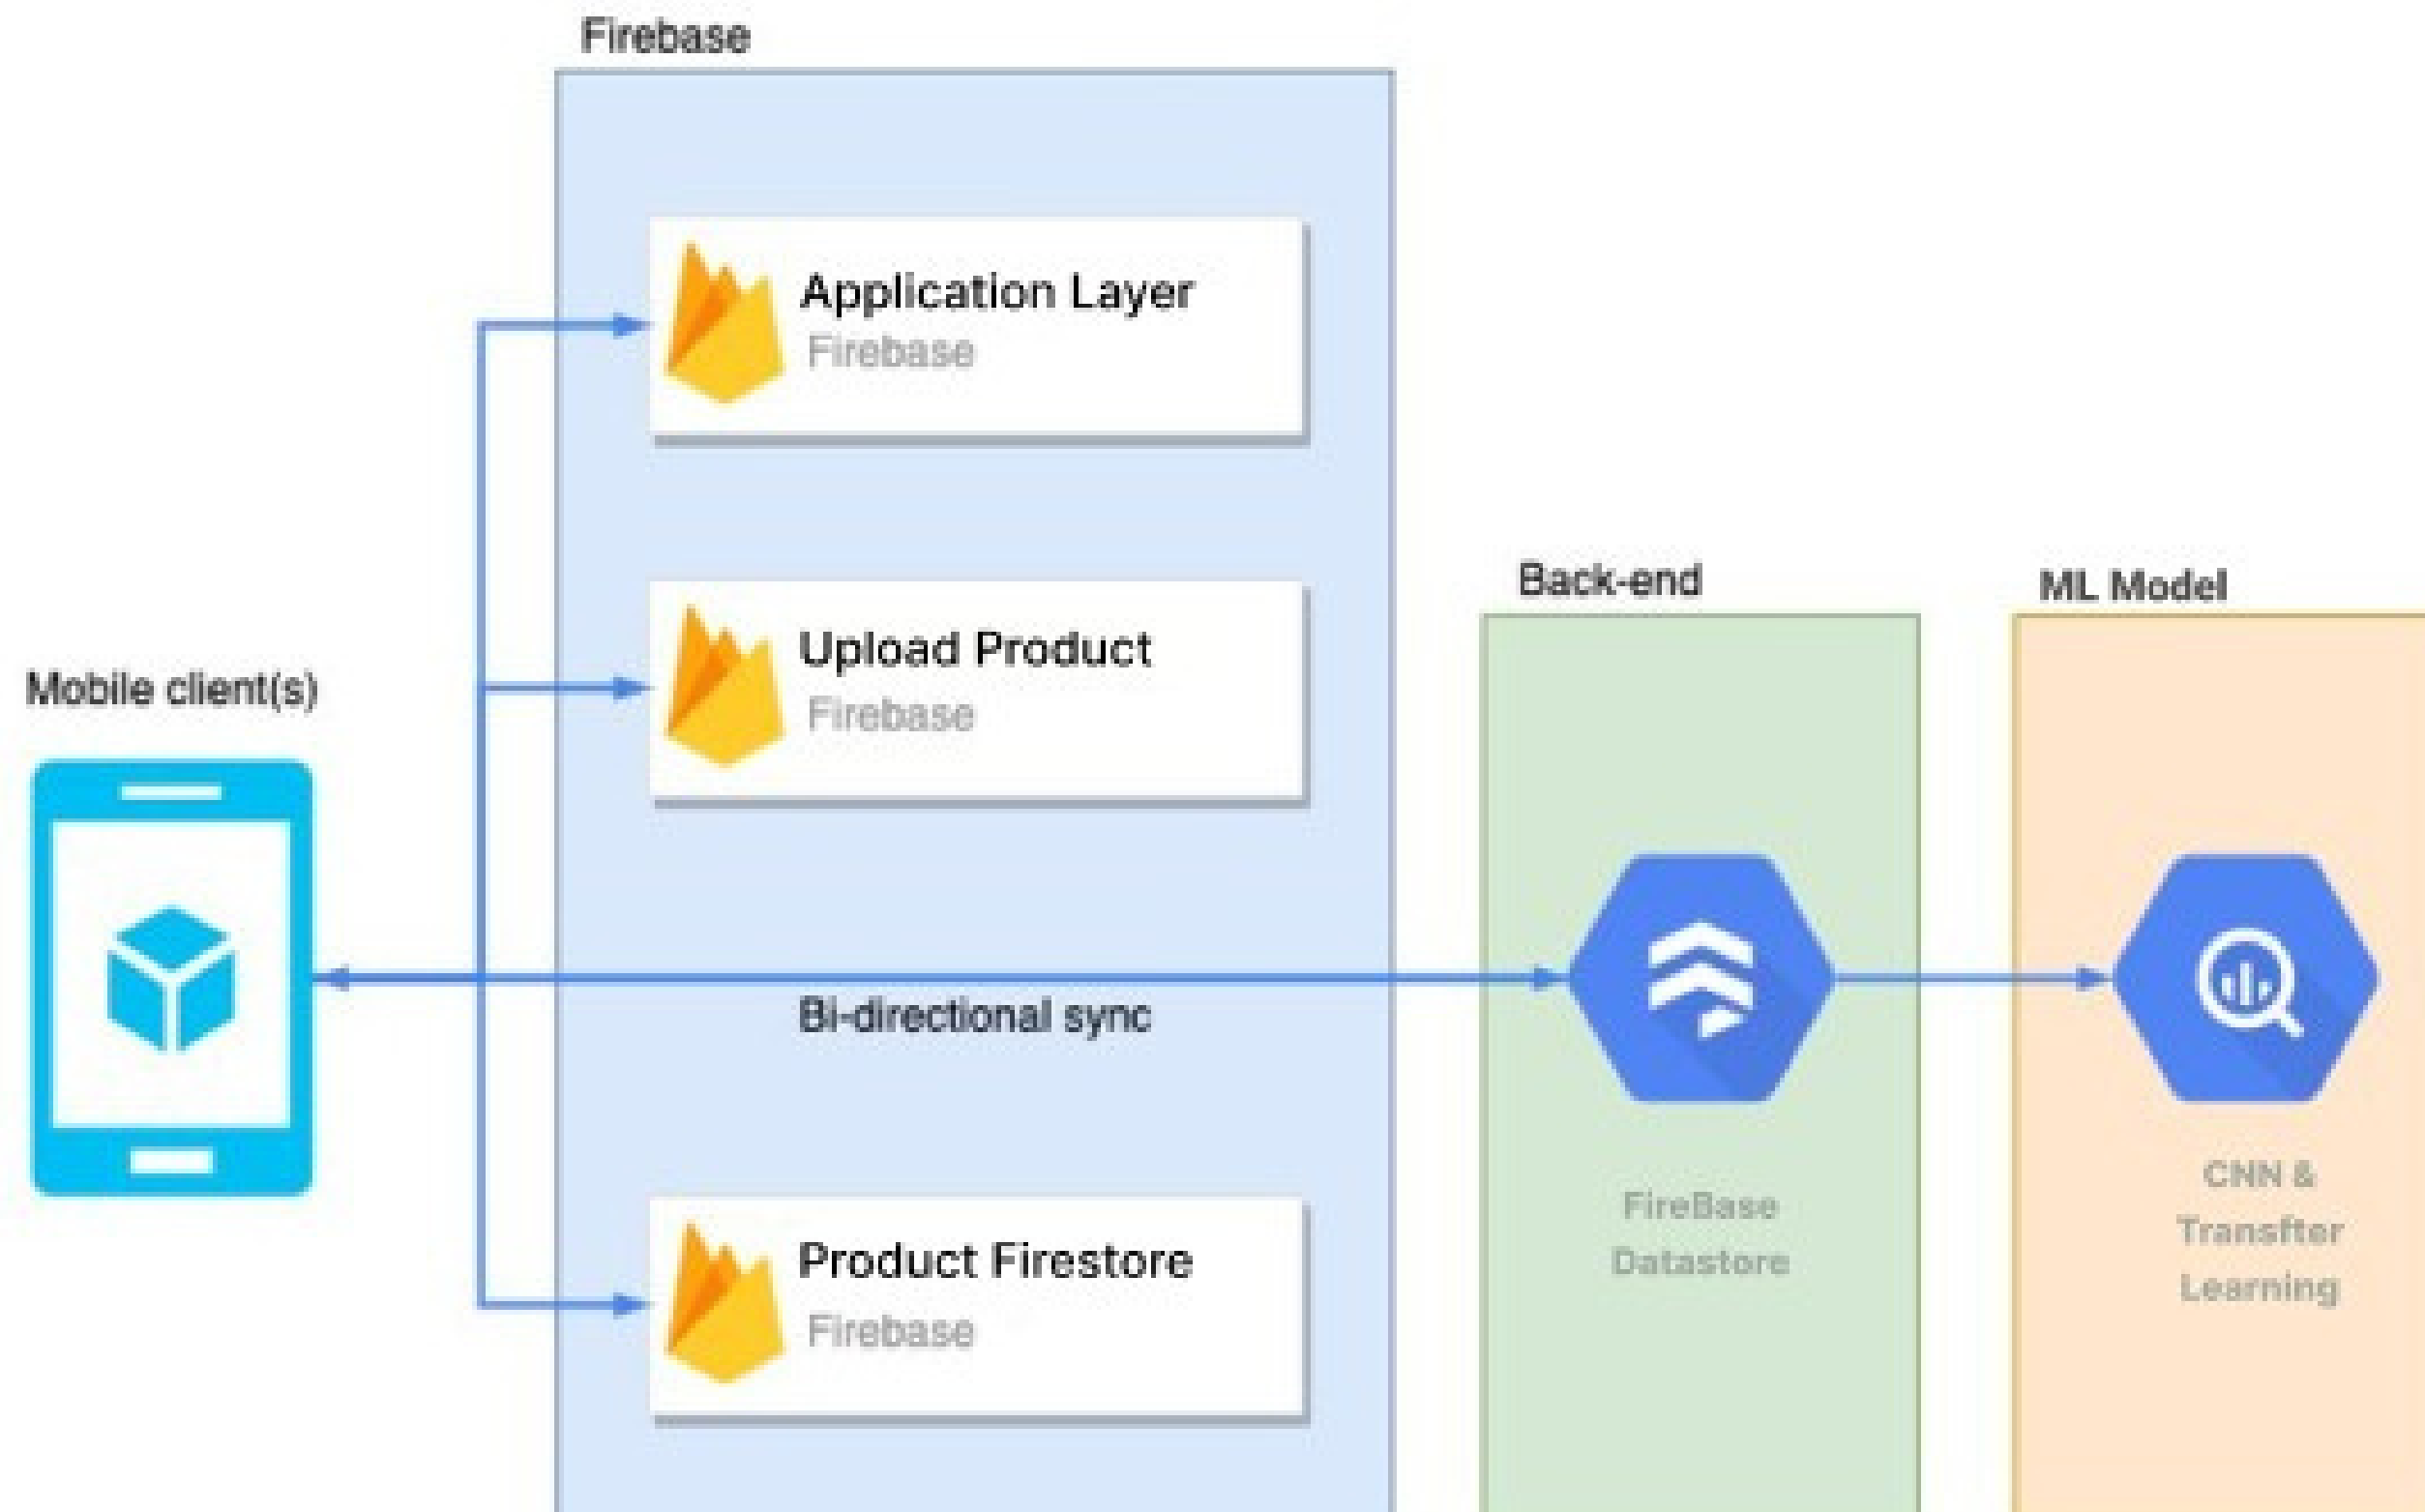 Firebase
Application Layer
Firebase
Upload Product
Firebase
Mobile client(s)
Bi-directional sync
Product Firestore
Firebase
Back-end
FireBase
Datastore
ML Model
CNN &
Transfter
Learning